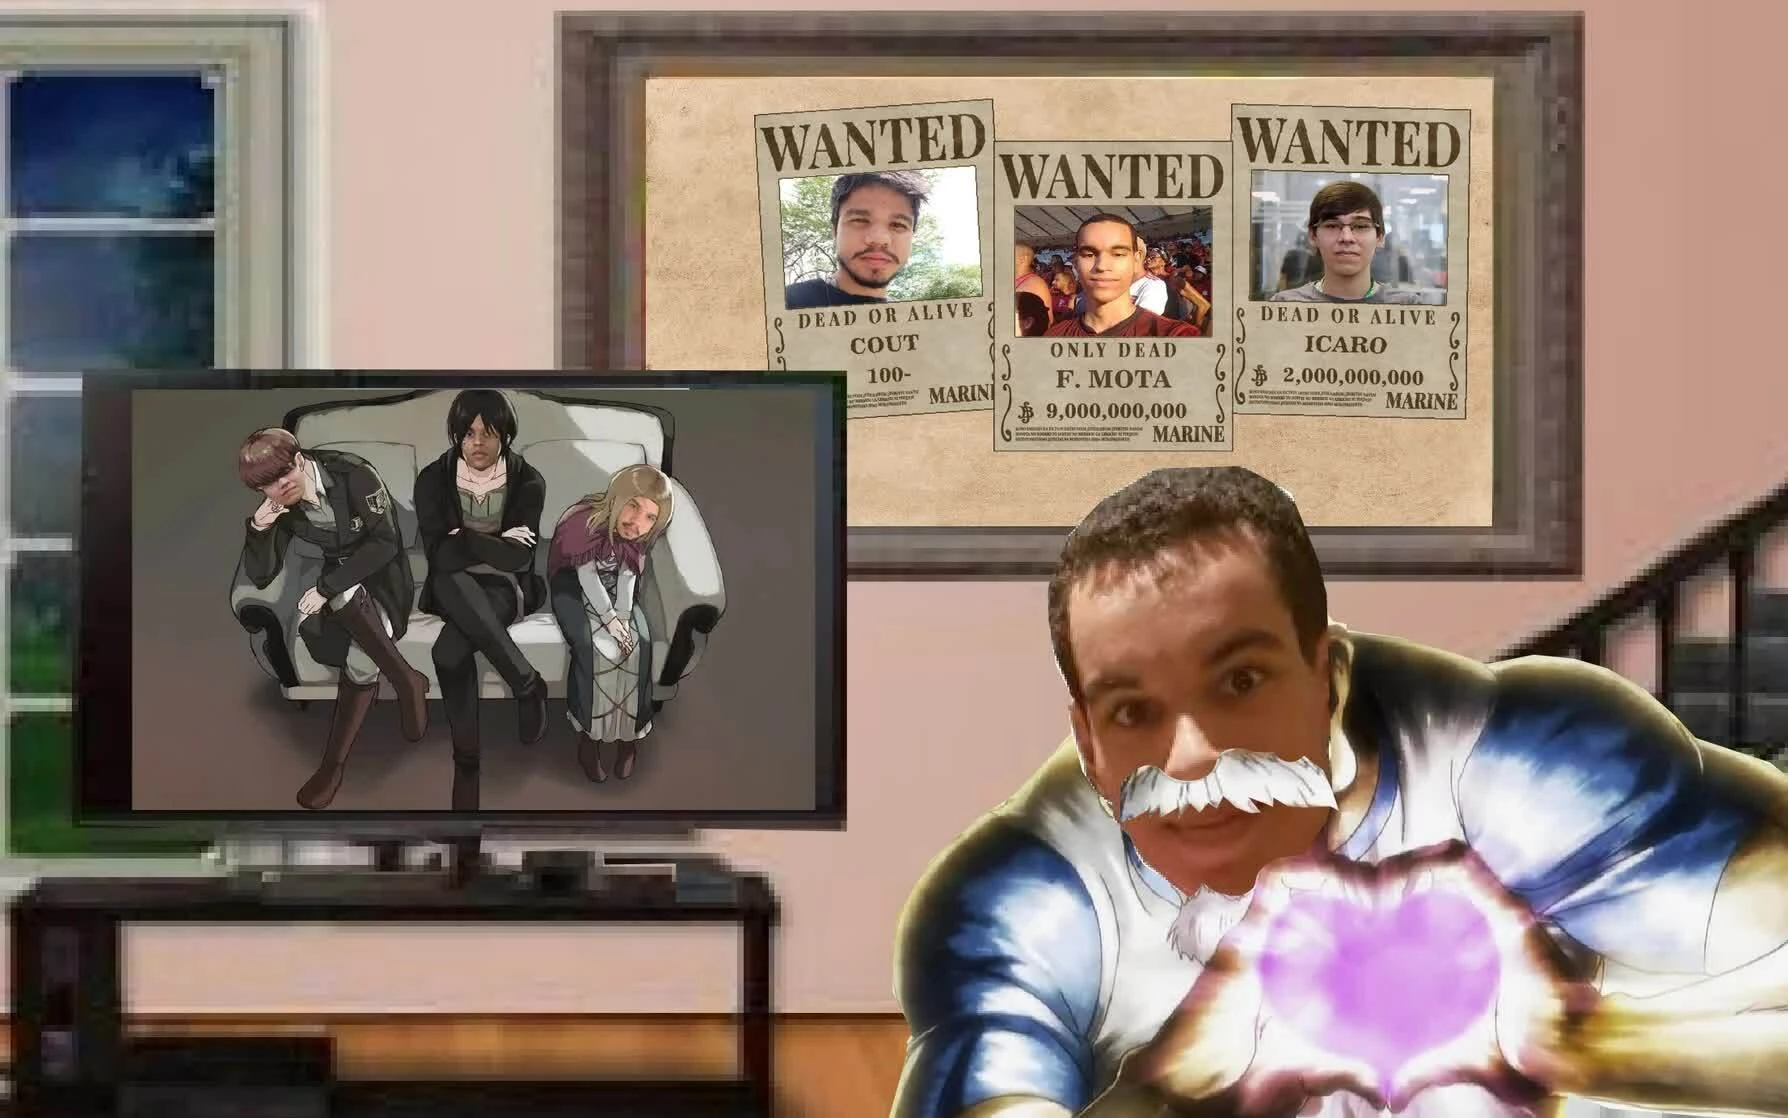 WANTED
DEAD OR ALIVE
COUT
100-
MARINE
WANTED
ONLY DEAD
F. MOTA
9,000,000,000
MARINE
WANTED
DEAD OR ALIVE
ICARO
2,000,000,000
MARINE